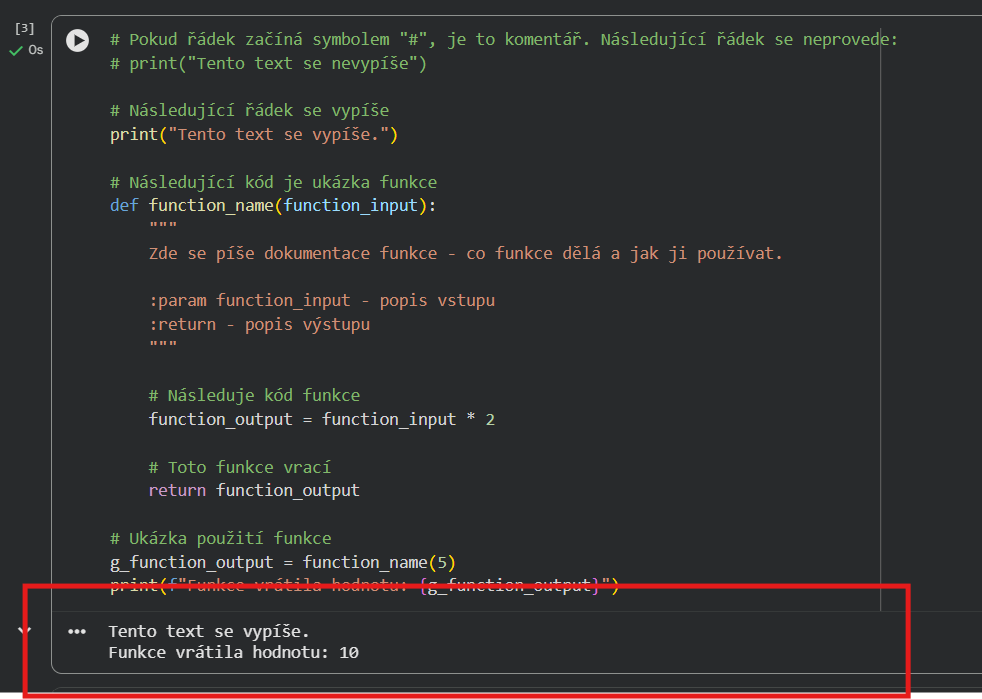 [3]
0s
# Pokud řádek začíná symbolem "#", je to komentář. Následující řádek se neprovede:
# print("Tento text se nevypíše")
# Následující řádek se vypíše
print("Tento text se vypíše.")
# Následující kód je ukázka funkce
def function_name(function_input):
"""
Zde se píše dokumentace funkce - co funkce dělá a jak ji používat.
:param function_input - popis vstupu
:return - popis výstupu
"""
# Následuje kód funkce
function_output = function_input * 2
# Toto funkce vrací
return function_output
# Ukázka použití funkce
g_function_output = function_name(5)
print(f"Funkce vrátila hodnotu: {g_function_output}")
Tento text se vypíše.
Funkce vrátila hodnotu: 10